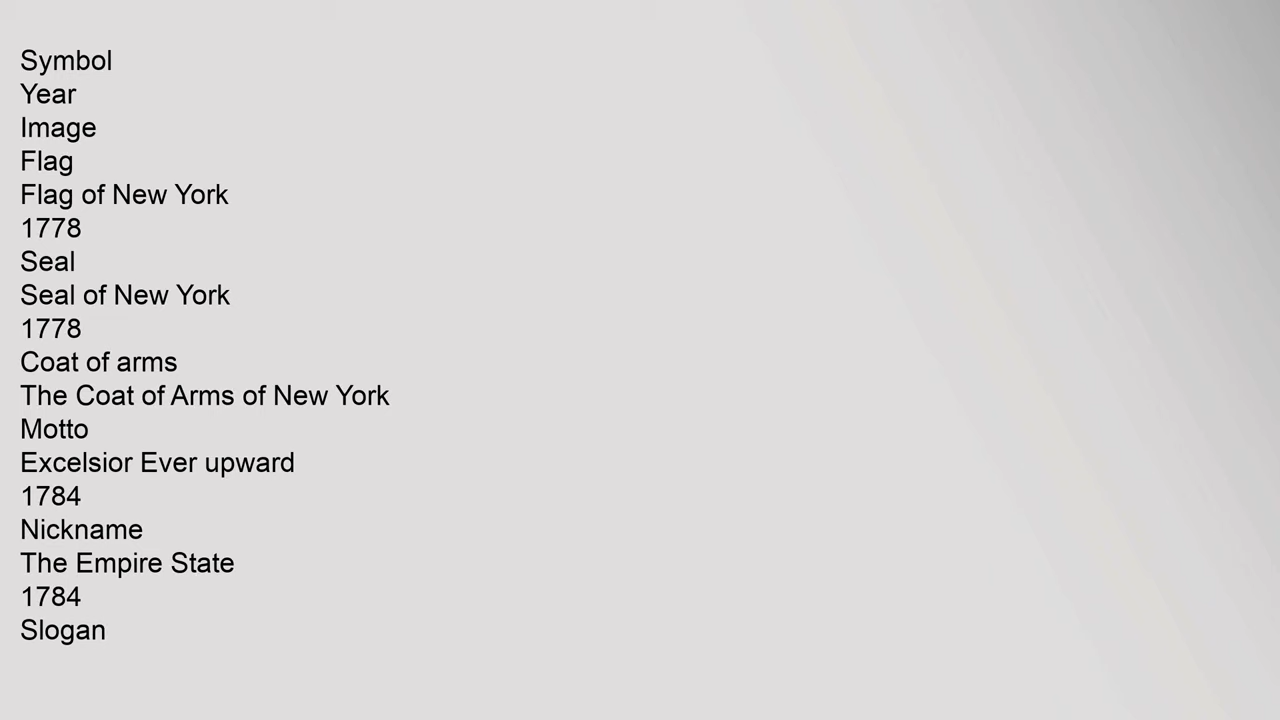 Symbol
Year
Image
Flag
Flag of New York
1778
Seal
Seal of New York
1778
Coat of arms
The Coat of Arms of New York
Motto
Excelsior Ever upward
1784
Nickname
The Empire State
1784
Slogan